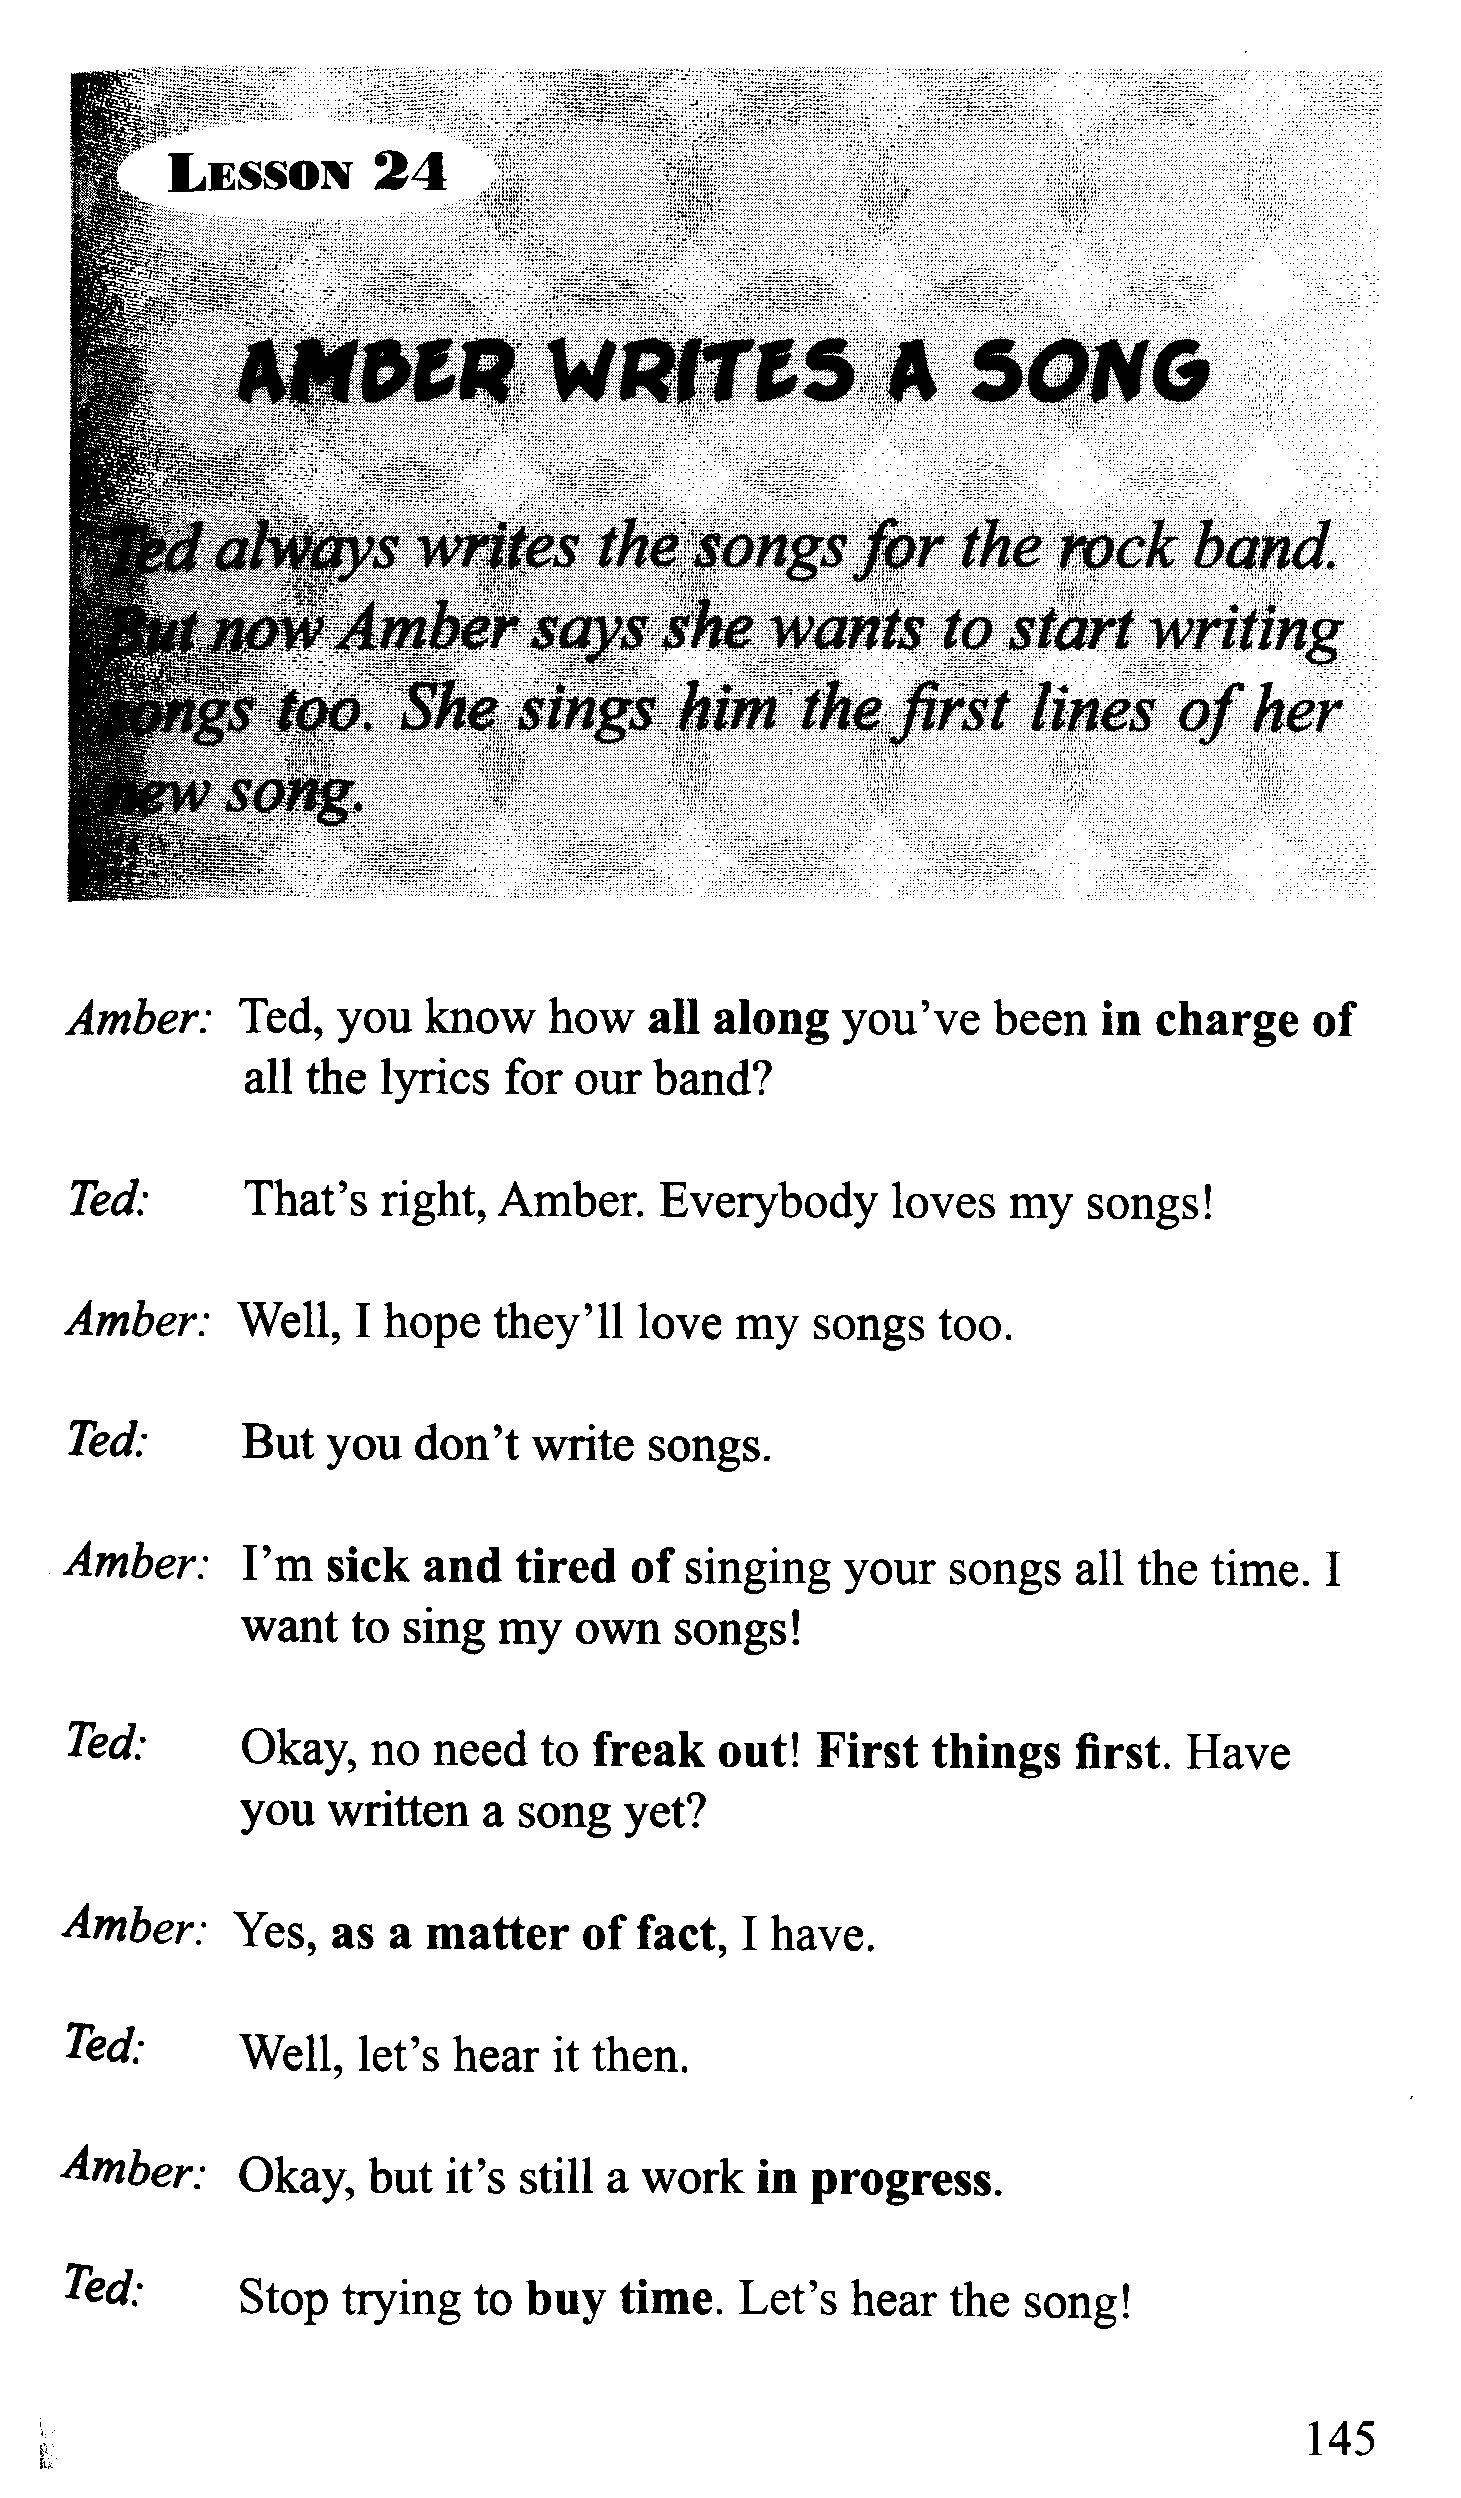 LESSON 24
AMBER WRITES A SONG
Ted always writes the songs for the rock band.
But now Amber says she wants to start writing
songs too. She sings him the first lines of her
new song.
Amber: Ted, you know how all along you've been in charge of
all the lyrics for our band?
Ted: That's right, Amber. Everybody loves my songs!
Amber: Well, I hope they'll love my songs too.
Ted: But you don't write songs.
Amber: I'm sick and tired of singing your songs all the time. I
want to sing my own songs!
Ted: Okay, no need to freak out! First things first. Have
you written a song yet?
Amber: Yes, as a matter of fact, I have.
Ted: Well, let's hear it then.
Amber: Okay, but it's still a work in progress.
Ted: Stop trying to buy time. Let's hear the song!
145